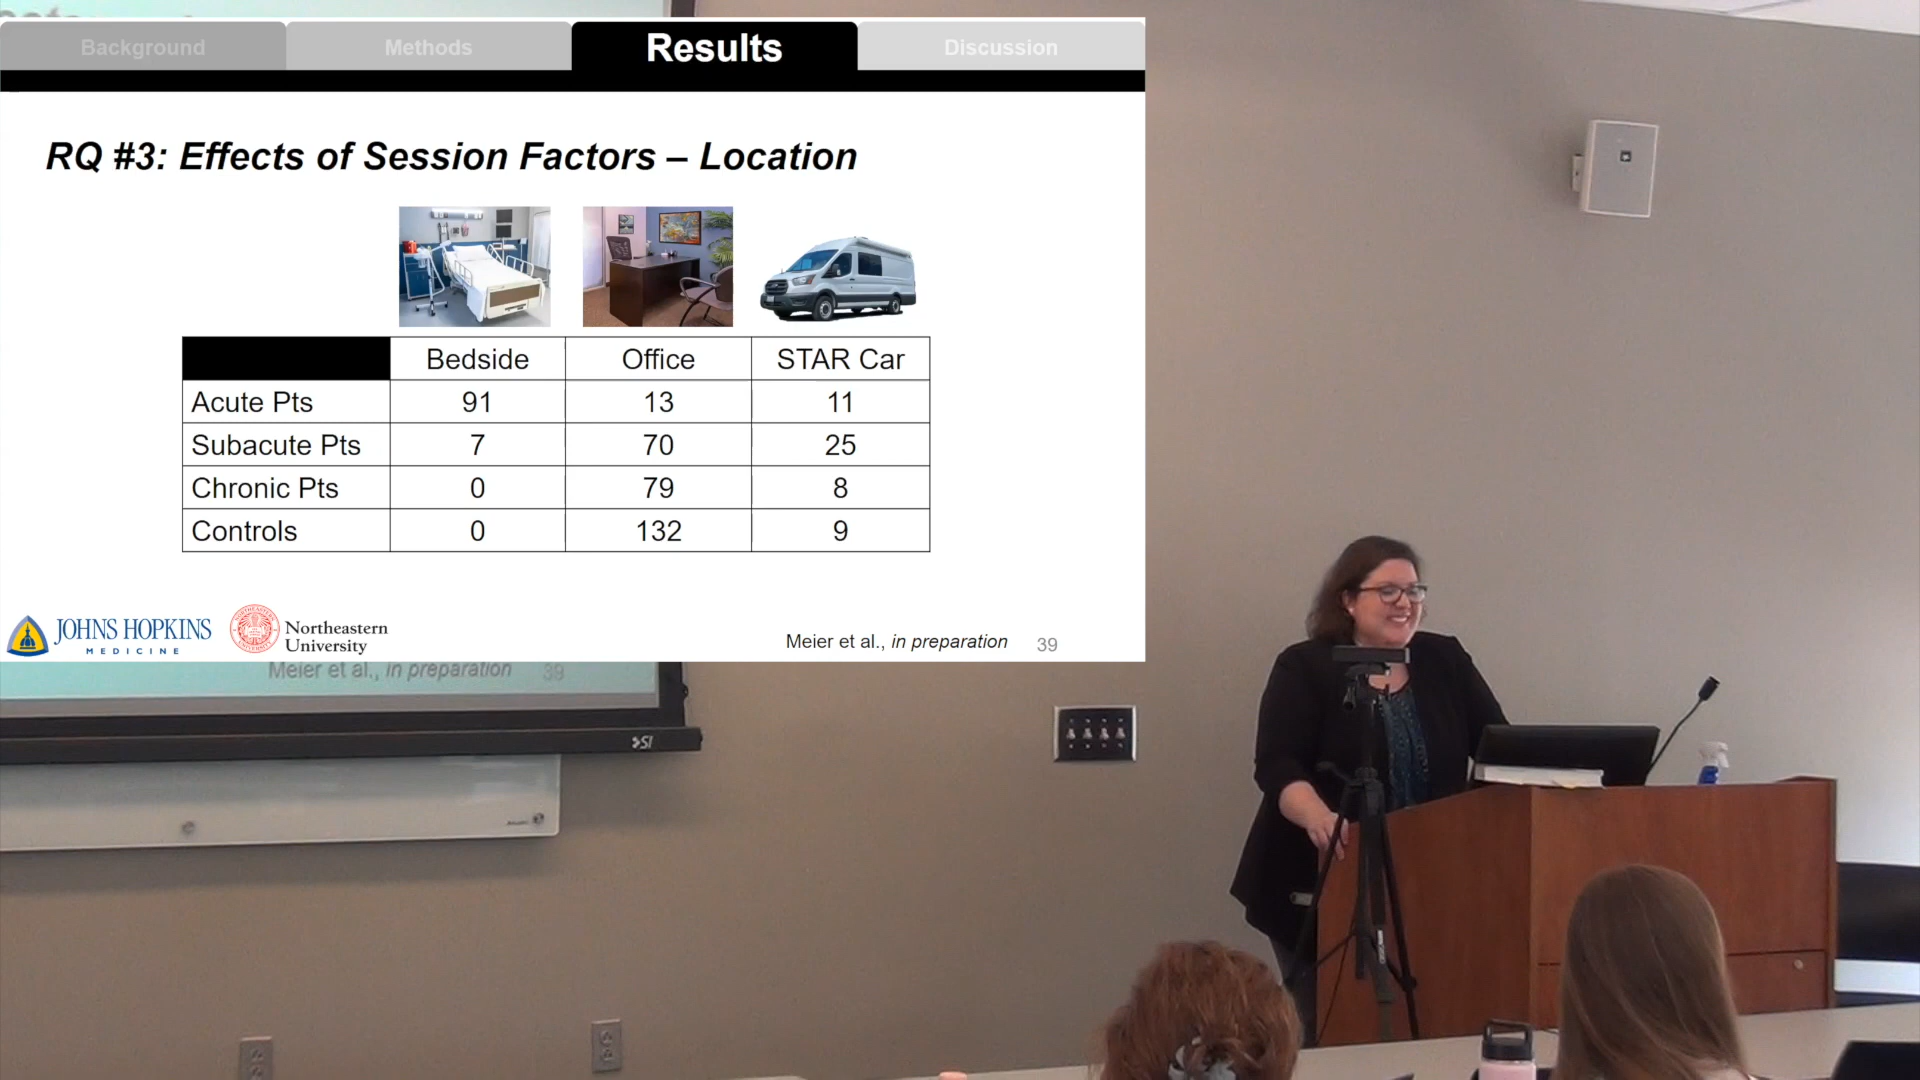 Background Methods Results Discussion
RQ #3: Effects of Session Factors – Location
Bedside Office STAR Car
Acute Pts 91 13 11
Subacute Pts 7 70 25
Chronic Pts 0 79 8
Controls 0 132 9
JOHNS HOPKINS
MEDICINE
Northeastern
University
Meier et al., in preparation 39
Meier et al., in preparation 39
SI